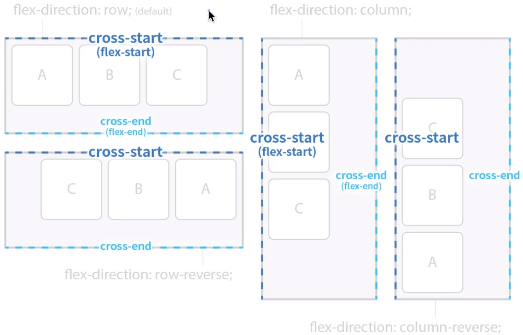 flex-direction: row; (default)
cross-start
(flex-start)
A
B
C
cross-end
(flex-end)
cross-start
C
B
A
cross-end
flex-direction: row-reverse;
flex-direction: column;
A
cross-start
(flex-start)
C
cross-end
(flex-end)
C
cross-start
B
A
cross-end
flex-direction: column-reverse;